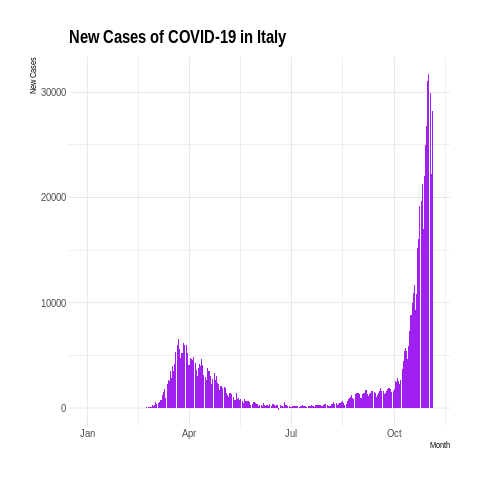 New Cases of COVID-19 in Italy
New Cases
30000
20000
10000
0
Jan Apr Jul Oct
Month